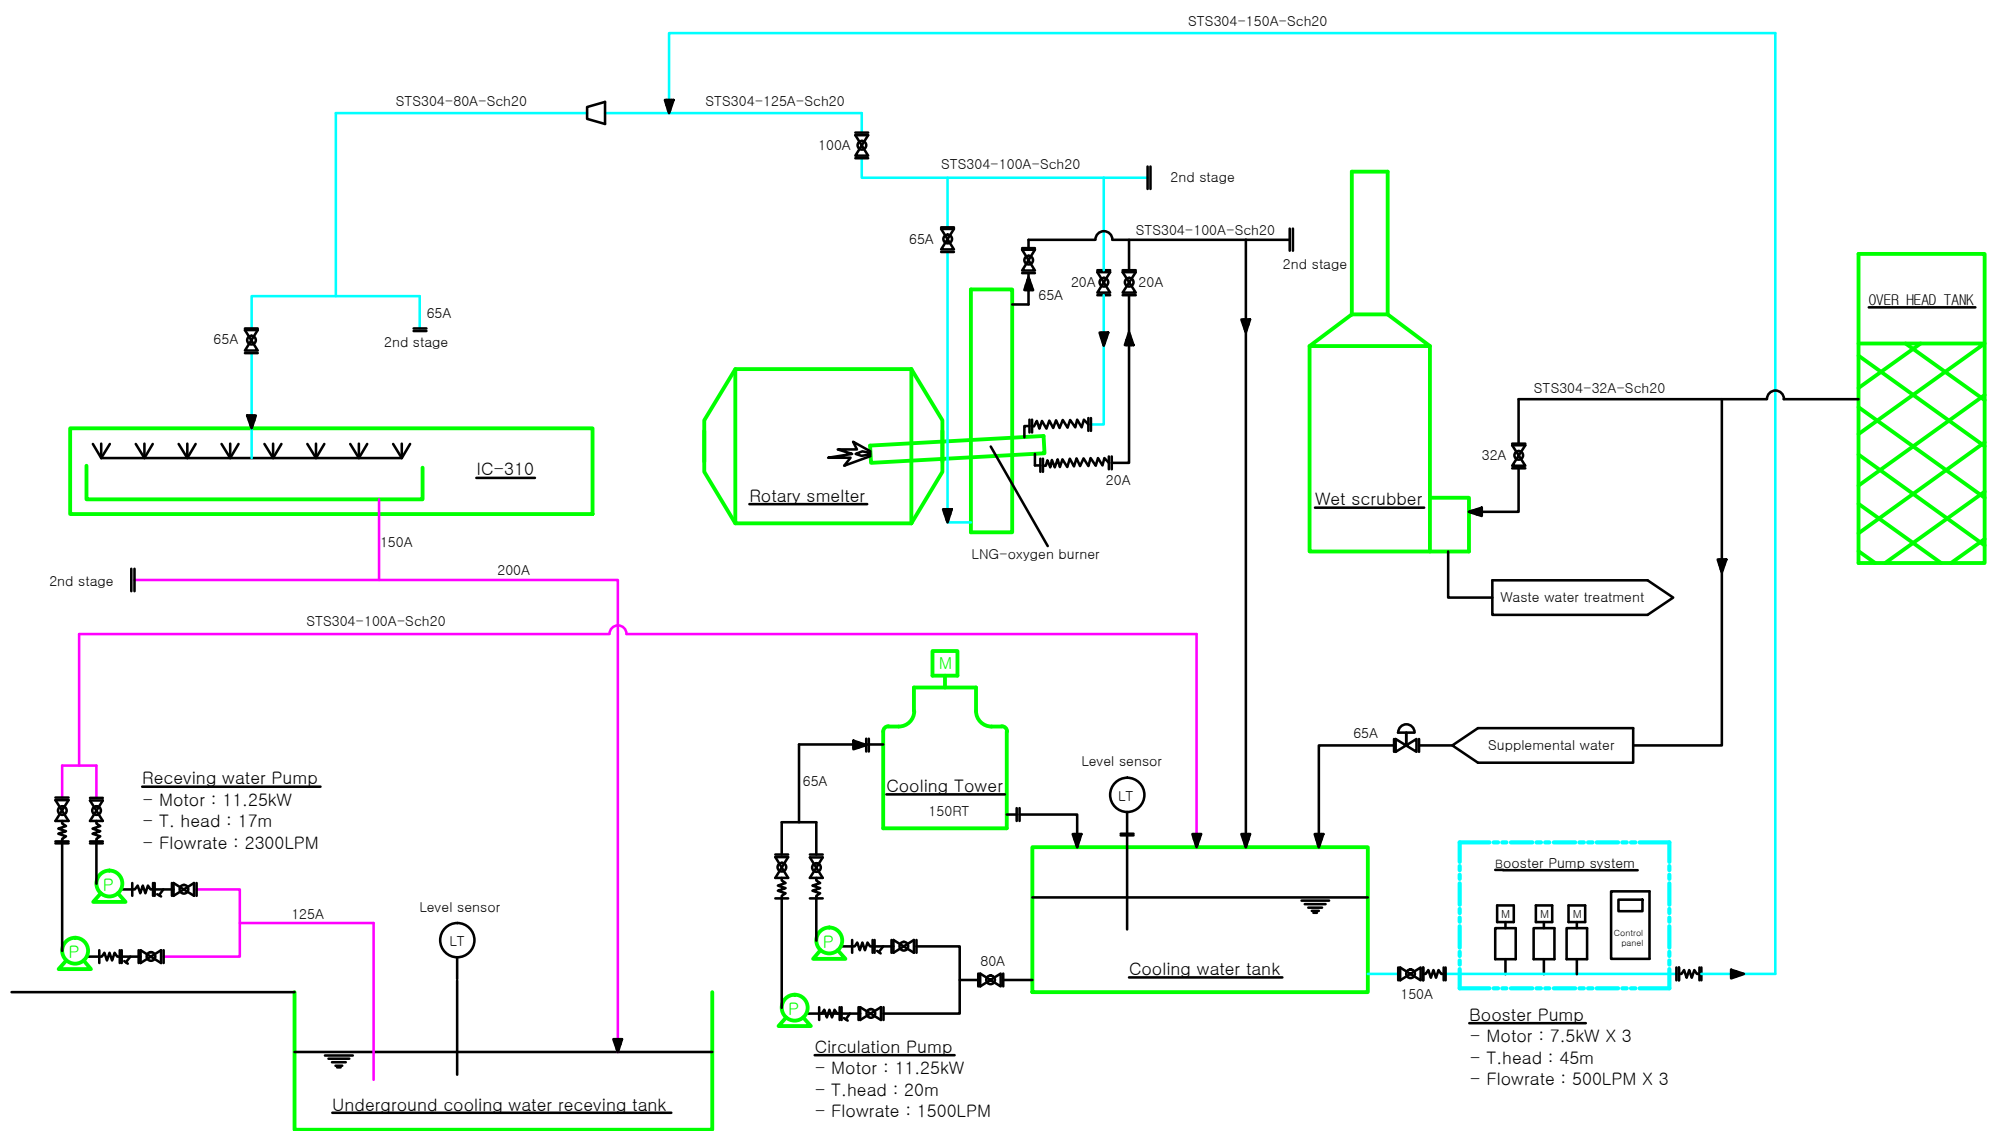 STS304-150A-Sch20
STS304-80A-Sch20
STS304-125A-Sch20
100A
STS304-100A-Sch20
2nd stage
65A
STS304-100A-Sch20
2nd stage
65A
20A
20A
OVER HEAD TANK
65A
65A
2nd stage
STS304-32A-Sch20
32A
IC-310
Rotary smelter
20A
Wet scrubber
LNG-oxygen burner
150A
2nd stage
200A
Waste water treatment
STS304-100A-Sch20
M
65A
Supplemental water
Receving water Pump
- Motor : 11.25kW
- T. head : 17m
- Flowrate : 2300LPM
65A
Cooling Tower
150RT
Level sensor
LT
Booster Pump system
M
M
M
Control
panel
P
125A
P
Level sensor
LT
P
P
80A
Cooling water tank
150A
Booster Pump
- Motor : 7.5kW X 3
- T.head : 45m
- Flowrate : 500LPM X 3
Circulation Pump
- Motor : 11.25kW
- T.head : 20m
- Flowrate : 1500LPM
Underground cooling water receving tank